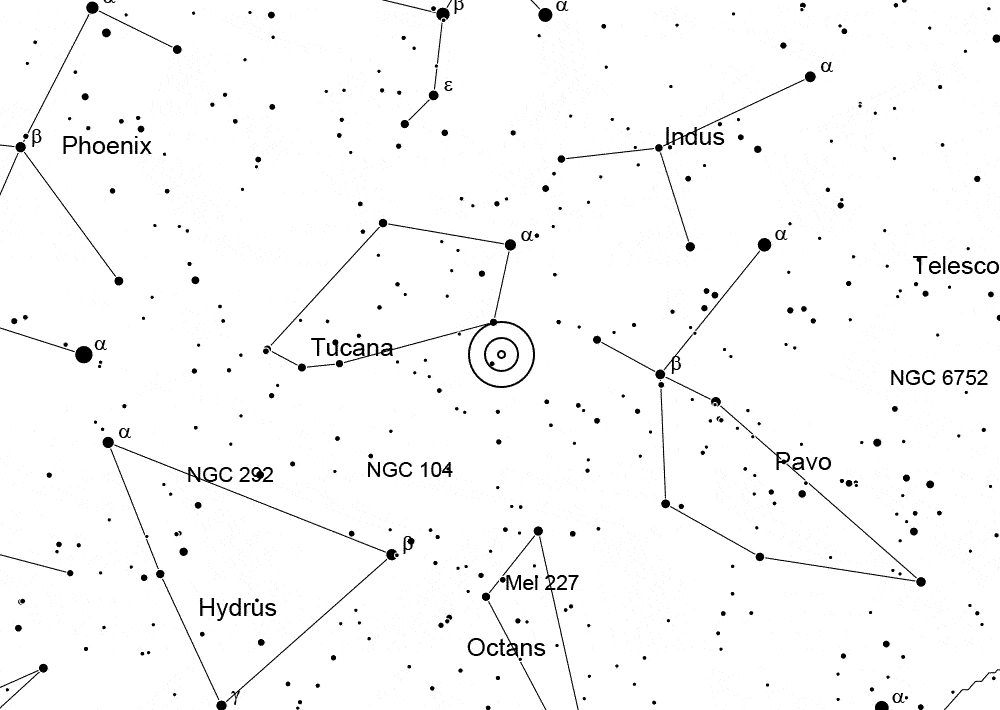 α
β
α
ε
α
β
Phoenix
Indus
α
α
Telesco
α
Tucana
β
NGC 6752
α
Pavo
NGC 292
NGC 104
β
Mel 227
Hydrus
Octans
γ
α